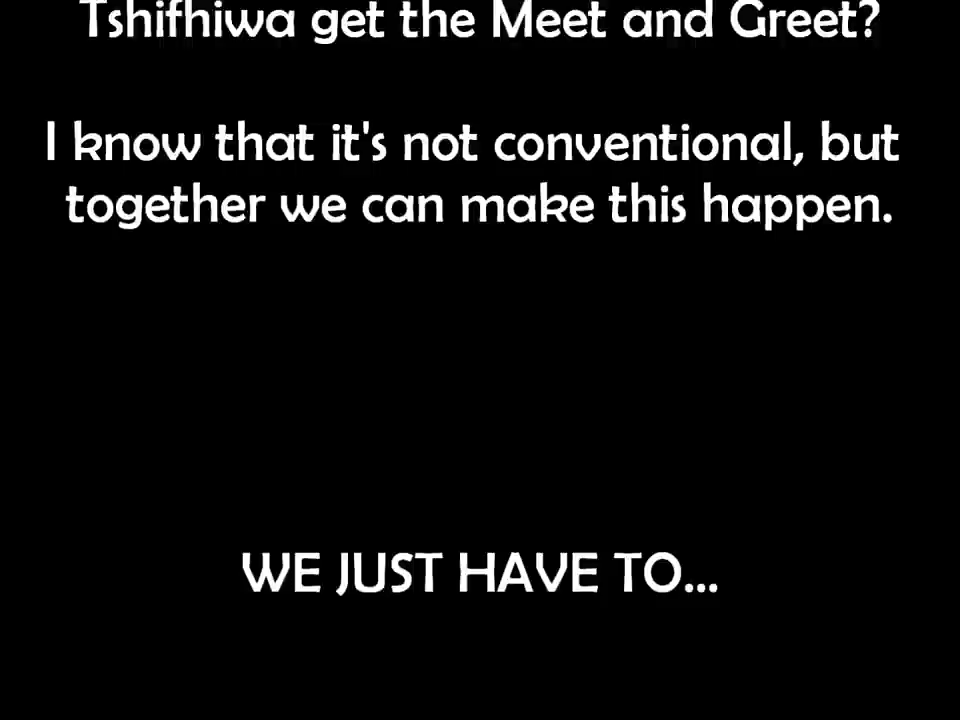 Tshifhiwa get the Meet and Greet?
I know that it's not conventional, but
together we can make this happen.
WE JUST HAVE TO...